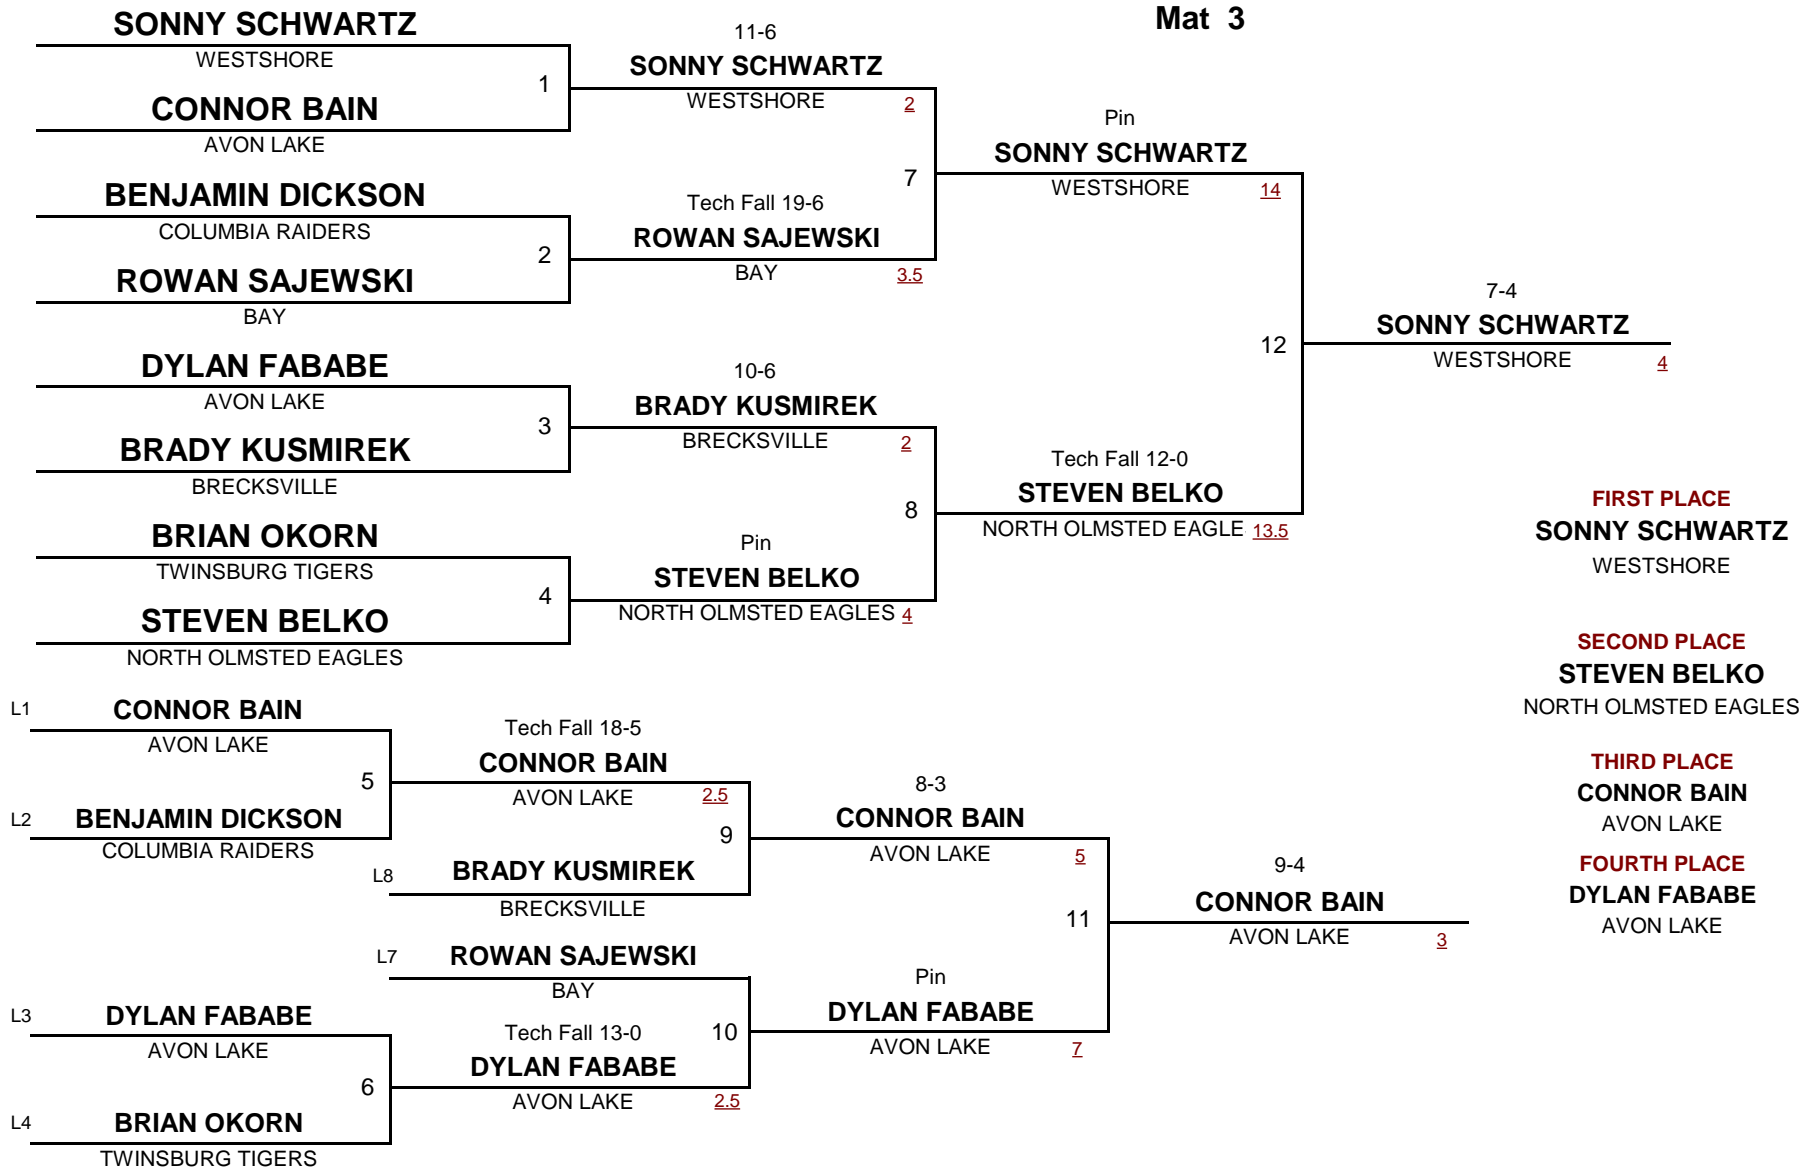 Mat 3
SONNY SCHWARTZ
WESTSHORE
1
CONNOR BAIN
AVON LAKE
BENJAMIN DICKSON
COLUMBIA RAIDERS
2
ROWAN SAJEWSKI
BAY
DYLAN FABABE
AVON LAKE
3
BRADY KUSMIREK
BRECKSVILLE
BRIAN OKORN
TWINSBURG TIGERS
4
STEVEN BELKO
NORTH OLMSTED EAGLES
11-6
SONNY SCHWARTZ
WESTSHORE 2
7
Tech Fall 19-6
ROWAN SAJEWSKI
BAY 3.5
10-6
BRADY KUSMIREK
BRECKSVILLE 2
8
Pin
STEVEN BELKO
NORTH OLMSTED EAGLES 4
Pin
SONNY SCHWARTZ
WESTSHORE 14
12
Tech Fall 12-0
STEVEN BELKO
NORTH OLMSTED EAGLE 13.5
7-4
SONNY SCHWARTZ
WESTSHORE 4
FIRST PLACE
SONNY SCHWARTZ
WESTSHORE
SECOND PLACE
STEVEN BELKO
NORTH OLMSTED EAGLES
THIRD PLACE
CONNOR BAIN
AVON LAKE
FOURTH PLACE
DYLAN FABABE
AVON LAKE
L1 CONNOR BAIN
AVON LAKE
5
L2 BENJAMIN DICKSON
COLUMBIA RAIDERS
Tech Fall 18-5
CONNOR BAIN
AVON LAKE 2.5
9
L8 BRADY KUSMIREK
BRECKSVILLE
L7 ROWAN SAJEWSKI
BAY
L3 DYLAN FABABE
AVON LAKE
6
L4 BRIAN OKORN
TWINSBURG TIGERS
Tech Fall 13-0 10
DYLAN FABABE
AVON LAKE 2.5
8-3
CONNOR BAIN
AVON LAKE 5
11
Pin
DYLAN FABABE
AVON LAKE 7
9-4
CONNOR BAIN
AVON LAKE 3